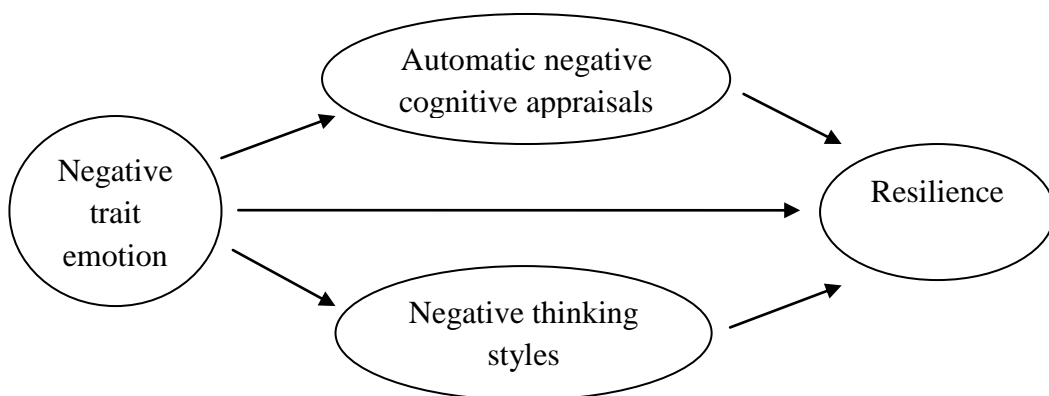 Automatic negative
cognitive appraisals
Negative
trait
emotion
Resilience
Negative thinking
styles